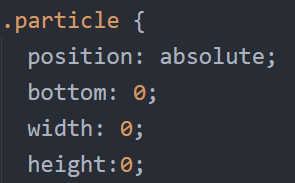 .particle {
position: absolute;
bottom: 0;
width: 0;
height:0;